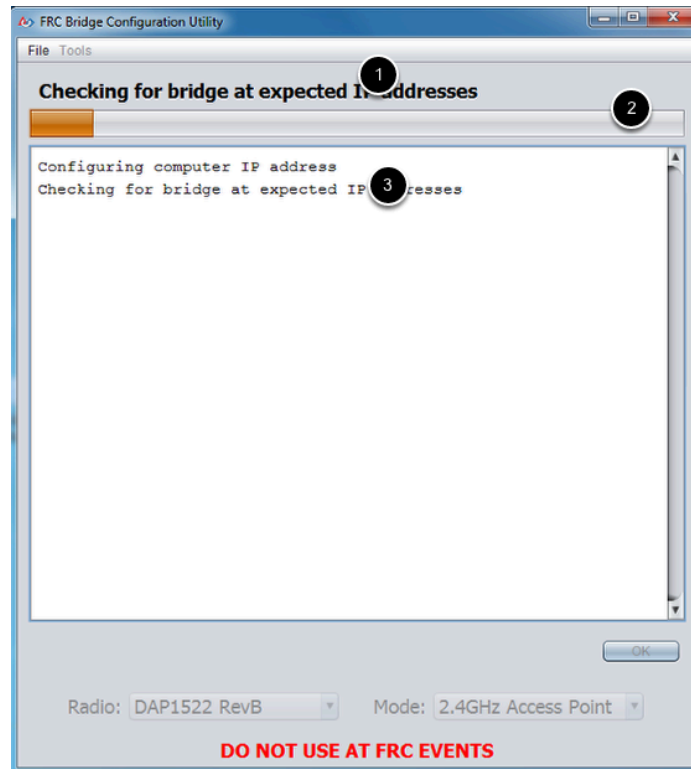 FRC Bridge Configuration Utility
File Tools
1
Checking for bridge at expected IP addresses
2
Configuring computer IP address
Checking for bridge at expected IP resses
3
OK
Radio: DAP1522 RevB Mode: 2.4GHz Access Point
DO NOT USE AT FRC EVENTS